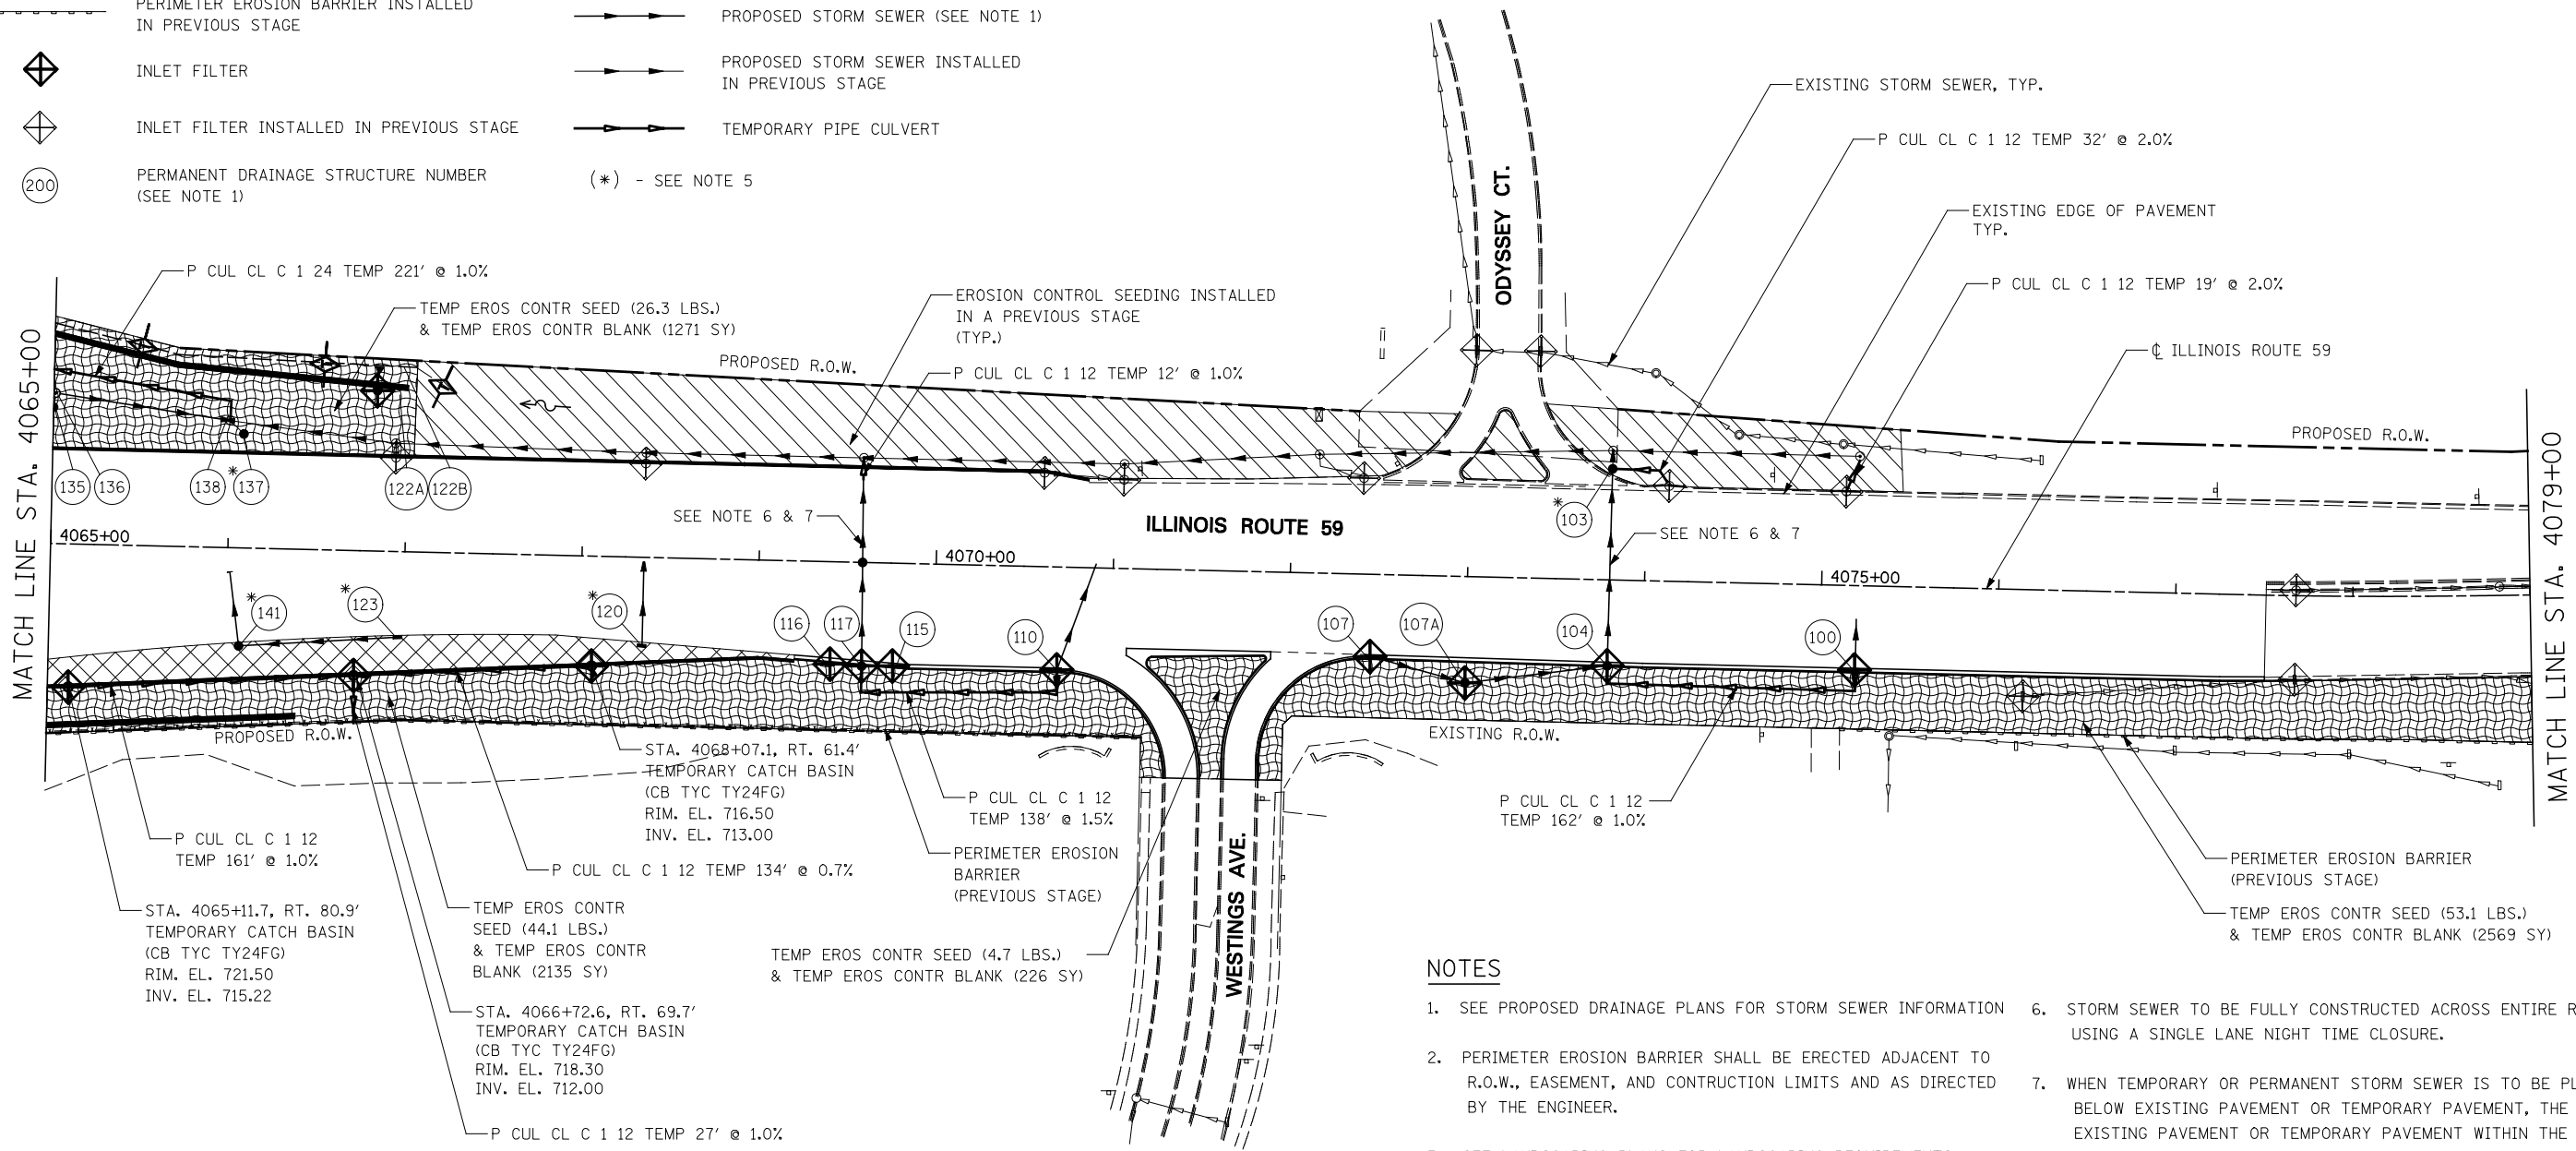 PERIMETER EROSION BARRIER INSTALLED
IN PREVIOUS STAGE
INLET FILTER
INLET FILTER INSTALLED IN PREVIOUS STAGE
200
PERMANENT DRAINAGE STRUCTURE NUMBER
(SEE NOTE 1)
PROPOSED STORM SEWER (SEE NOTE 1)
PROPOSED STORM SEWER INSTALLED
IN PREVIOUS STAGE
TEMPORARY PIPE CULVERT
(*) - SEE NOTE 5
EXISTING STORM SEWER, TYP.
P CUL CL C 1 12 TEMP 32' @ 2.0%
EXISTING EDGE OF PAVEMENT
TYP.
P CUL CL C 1 12 TEMP 19' @ 2.0%
℄ ILLINOIS ROUTE 59
ODYSSEY CT.
P CUL CL C 1 24 TEMP 221' @ 1.0%
TEMP EROS CONTR SEED (26.3 LBS.)
& TEMP EROS CONTR BLANK (1271 SY)
EROSION CONTROL SEEDING INSTALLED
IN A PREVIOUS STAGE
(TYP.)
PROPOSED R.O.W.
P CUL CL C 1 12 TEMP 12' @ 1.0%
PROPOSED R.O.W.
MATCH LINE STA. 4065+00
MATCH LINE STA. 4079+00
135
136
138
*
137
122A
122B
SEE NOTE 6 & 7
ILLINOIS ROUTE 59
*
103
SEE NOTE 6 & 7
4065+00
4070+00
4075+00
*
141
*
123
*
120
116
117
115
110
107
107A
104
100
PROPOSED R.O.W.
EXISTING R.O.W.
STA. 4068+07.1, RT. 61.4'
TEMPORARY CATCH BASIN
(CB TYC TY24FG)
RIM. EL. 716.50
INV. EL. 713.00
P CUL CL C 1 12
TEMP 138' @ 1.5%
P CUL CL C 1 12
TEMP 162' @ 1.0%
P CUL CL C 1 12
TEMP 161' @ 1.0%
P CUL CL C 1 12 TEMP 134' @ 0.7%
PERIMETER EROSION
BARRIER
(PREVIOUS STAGE)
WESTINGS AVE.
PERIMETER EROSION BARRIER
(PREVIOUS STAGE)
STA. 4065+11.7, RT. 80.9'
TEMPORARY CATCH BASIN
(CB TYC TY24FG)
RIM. EL. 721.50
INV. EL. 715.22
TEMP EROS CONTR
SEED (44.1 LBS.)
& TEMP EROS CONTR
BLANK (2135 SY)
TEMP EROS CONTR SEED (4.7 LBS.)
& TEMP EROS CONTR BLANK (226 SY)
TEMP EROS CONTR SEED (53.1 LBS.)
& TEMP EROS CONTR BLANK (2569 SY)
STA. 4066+72.6, RT. 69.7'
TEMPORARY CATCH BASIN
(CB TYC TY24FG)
RIM. EL. 718.30
INV. EL. 712.00
P CUL CL C 1 12 TEMP 27' @ 1.0%
NOTES
1. SEE PROPOSED DRAINAGE PLANS FOR STORM SEWER INFORMATION
2. PERIMETER EROSION BARRIER SHALL BE ERECTED ADJACENT TO
R.O.W., EASEMENT, AND CONTRUCTION LIMITS AND AS DIRECTED
BY THE ENGINEER.
6. STORM SEWER TO BE FULLY CONSTRUCTED ACROSS ENTIRE
USING A SINGLE LANE NIGHT TIME CLOSURE.
7. WHEN TEMPORARY OR PERMANENT STORM SEWER IS TO BE
BELOW EXISTING PAVEMENT OR TEMPORARY PAVEMENT, THE
EXISTING PAVEMENT OR TEMPORARY PAVEMENT WITHIN THE